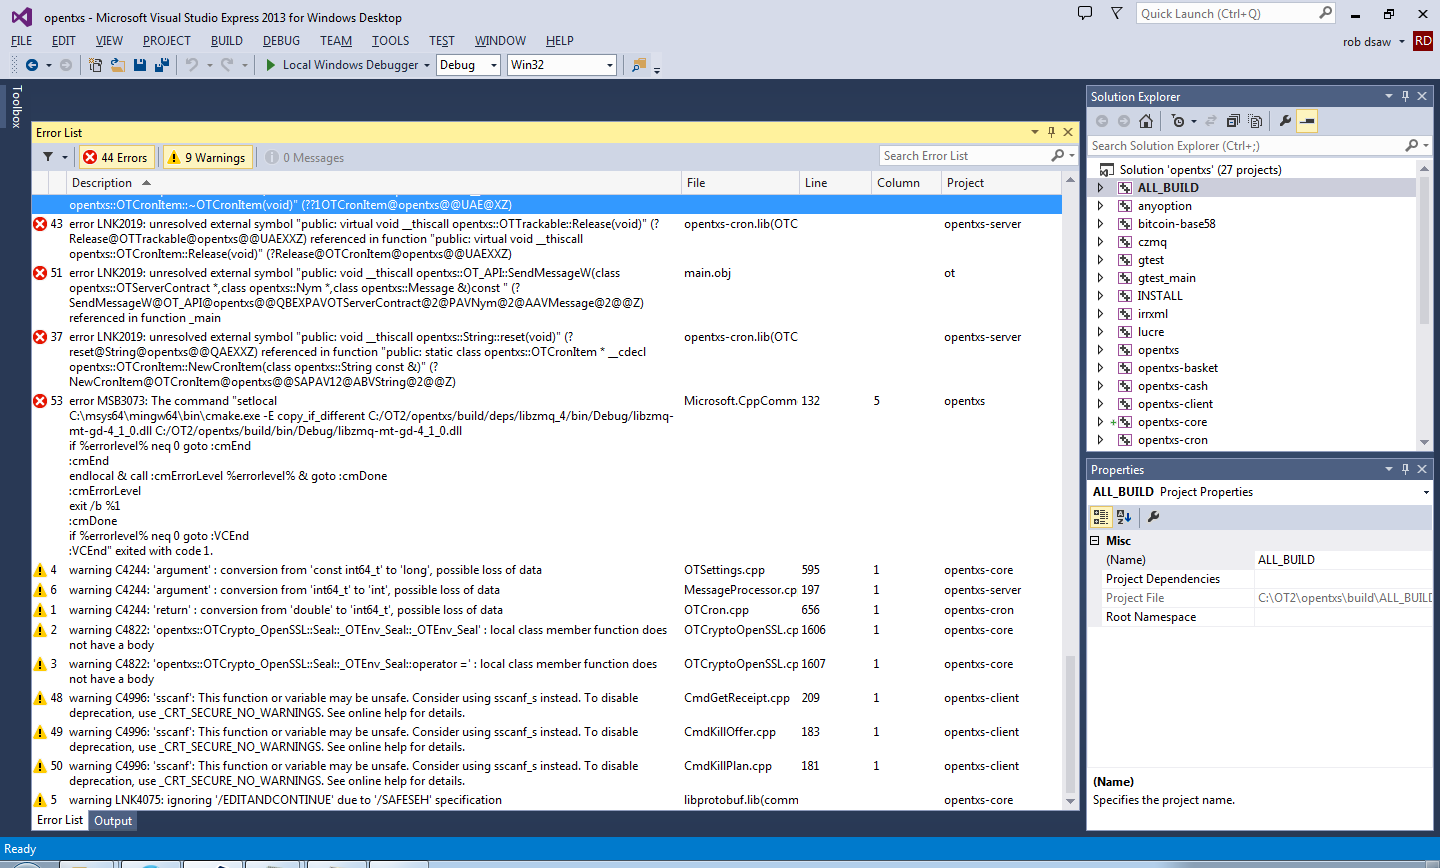 opentxs - Microsoft Visual Studio Express 2013 for Windows Desktop
Quick Launch (Ctrl+Q)
FILE EDIT VIEW PROJECT BUILD DEBUG TEAM TOOLS TEST WINDOW HELP
rob dsaw RD
Local Windows Debugger Debug Win32
Toolbox
Error List
44 Errors 9 Warnings 0 Messages
Search Error List
Description File Line Column Project
opentxs::OTCronItem::~OTCronItem(void)" (??1OTCronItem@opentxs@@UAE@XZ)
43 error LNK2019: unresolved external symbol "public: virtual void __thiscall opentxs::OTTrackable::Release(void)" (? opentxs-cron.lib(OTC opentxs-server
Release@OTTrackable@opentxs@@UAEXXZ) referenced in function "public: virtual void __thiscall
opentxs::OTCronItem::Release(void)" (?Release@OTCronItem@opentxs@@UAEXXZ)
51 error LNK2019: unresolved external symbol "public: void __thiscall opentxs::OT_API::SendMessageW(class main.obj ot
opentxs::OTServerContract *,class opentxs::Nym *,class opentxs::Message &)const " (?
SendMessageW@OT_API@opentxs@@QBEXPAVOTServerContract@2@PAVNym@2@AAVMessage@2@@Z)
referenced in function _main
37 error LNK2019: unresolved external symbol "public: void __thiscall opentxs::String::reset(void)" (? opentxs-cron.lib(OTC opentxs-server
reset@String@opentxs@@QAEXXZ) referenced in function "public: static class opentxs::OTCronItem * __cdecl
opentxs::OTCronItem::NewCronItem(class opentxs::String const &)" (?
NewCronItem@OTCronItem@opentxs@@SAPAV12@ABVString@2@@Z)
53 error MSB3073: The command "setlocal Microsoft.CppComm 132 5 opentxs
C:\msys64\mingw64\bin\cmake.exe -E copy_if_different C:/OT2/opentxs/build/deps/libzmq_4/bin/Debug/libzmq-
mt-gd-4_1_0.dll C:/OT2/opentxs/build/bin/Debug/libzmq-mt-gd-4_1_0.dll
if %errorlevel% neq 0 goto :cmEnd
:cmEnd
endlocal & call :cmErrorLevel %errorlevel% & goto :cmDone
:cmErrorLevel
exit /b %1
:cmDone
if %errorlevel% neq 0 goto :VCEnd
:VCEnd" exited with code 1.
4 warning C4244: 'argument' : conversion from 'const int64_t' to 'long', possible loss of data OTSettings.cpp 595 1 opentxs-core
6 warning C4244: 'argument' : conversion from 'int64_t' to 'int', possible loss of data MessageProcessor.cp 197 1 opentxs-server
1 warning C4244: 'return' : conversion from 'double' to 'int64_t', possible loss of data OTCron.cpp 656 1 opentxs-cron
2 warning C4822: 'opentxs::OTCrypto_OpenSSL::Seal::_OTEnv_Seal::_OTEnv_Seal' : local class member function does OTCryptoOpenSSL.cp 1606 1 opentxs-core
not have a body
3 warning C4822: 'opentxs::OTCrypto_OpenSSL::Seal::_OTEnv_Seal::operator =' : local class member function does OTCryptoOpenSSL.cp 1607 1 opentxs-core
not have a body
48 warning C4996: 'sscanf': This function or variable may be unsafe. Consider using sscanf_s instead. To disable CmdGetReceipt.cpp 209 1 opentxs-client
deprecation, use _CRT_SECURE_NO_WARNINGS. See online help for details.
49 warning C4996: 'sscanf': This function or variable may be unsafe. Consider using sscanf_s instead. To disable CmdKillOffer.cpp 183 1 opentxs-client
deprecation, use _CRT_SECURE_NO_WARNINGS. See online help for details.
50 warning C4996: 'sscanf': This function or variable may be unsafe. Consider using sscanf_s instead. To disable CmdKillPlan.cpp 181 1 opentxs-client
deprecation, use _CRT_SECURE_NO_WARNINGS. See online help for details.
5 warning LNK4075: ignoring '/EDITANDCONTINUE' due to '/SAFESEH' specification libprotobuf.lib(comm opentxs-core
Error List Output
Solution Explorer
Search Solution Explorer (Ctrl+;)
Solution 'opentxs' (27 projects)
ALL_BUILD
anyoption
bitcoin-base58
czmq
gtest
gtest_main
INSTALL
irrxml
lucre
opentxs
opentxs-basket
opentxs-cash
opentxs-client
opentxs-core
opentxs-cron
Properties
ALL_BUILD Project Properties
Misc
(Name) ALL_BUILD
Project Dependencies
Project File C:\OT2\opentxs\build\ALL_BUILD
Root Namespace
(Name)
Specifies the project name.
Ready